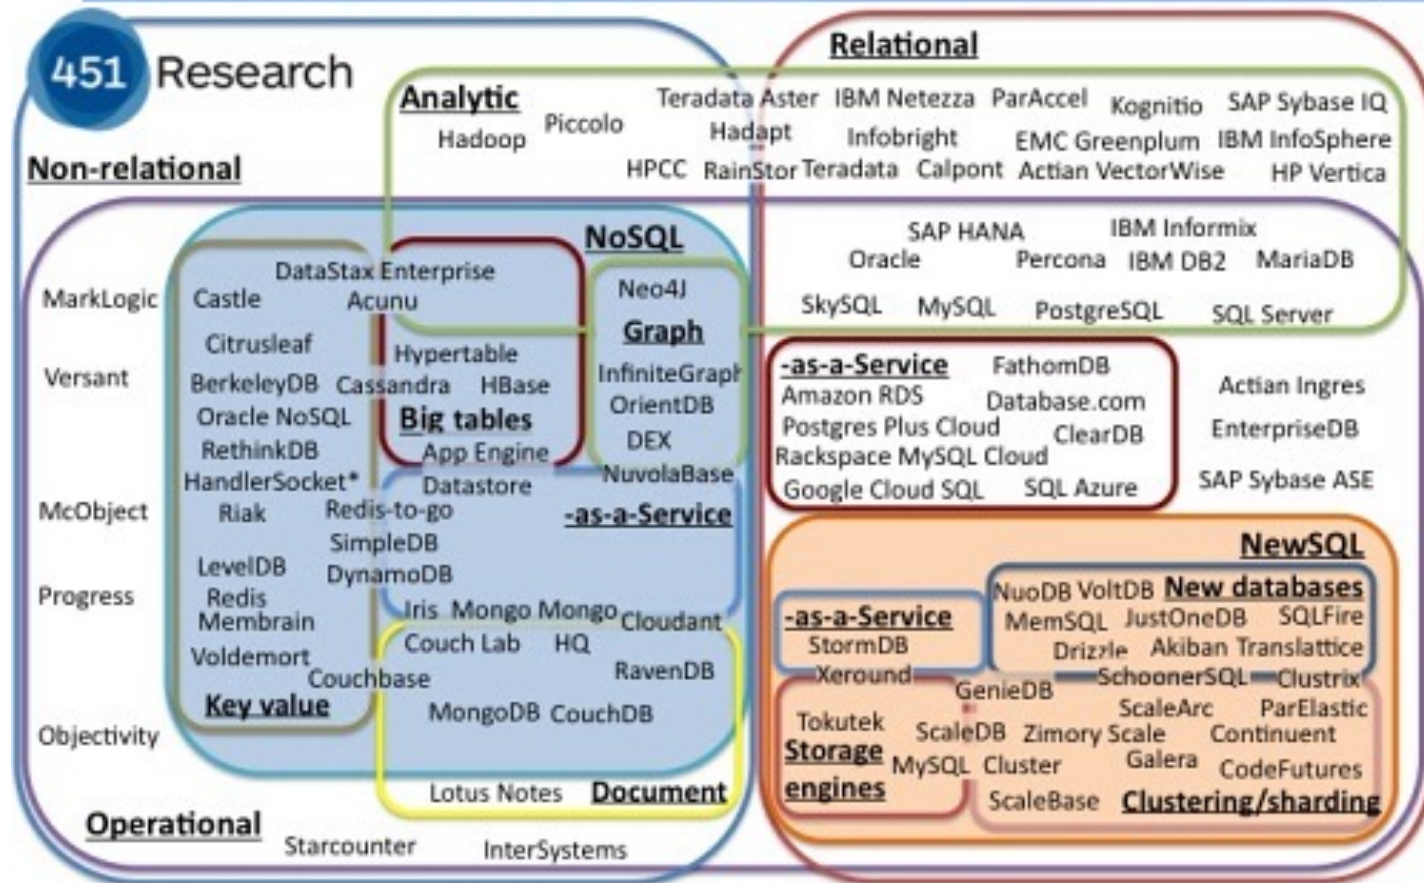 451 Research
Relational
Analytic
Teradata Aster IBM Netezza ParAccel Kognitio SAP Sybase IQ
Hadoop Piccolo Hadapt Infobright EMC Greenplum IBM InfoSphere
HPCC RainStor Teradata Calpont Actian VectorWise HP Vertica
Non-relational
NoSQL
SAP HANA IBM Informix
Oracle Percona IBM DB2 MariaDB
SkySQL MySQL PostgreSQL SQL Server
MarkLogic
Versant
McObject
Progress
Objectivity
DataStax Enterprise
Castle Acunu
Citrusleaf
BerkeleyDB Cassandra
Oracle NoSQL
RethinkDB
HandlerSocket*
Riak Redis-to-go
SimpleDB
LevelDB DynamoDB
Redis
Membrain
Voldemort
Couchbase
Key value
Hypertable
HBase
Big tables
App Engine
Datastore
Neo4J
Graph
InfiniteGraph
OrientDB
DEX
NuvolaBase
-as-a-Service
Iris Mongo Mongo Cloudant
Couch Lab HQ
RavenDB
MongoDB CouchDB
Lotus Notes Document
Operational
Starcounter InterSystems
-as-a-Service FathomDB
Amazon RDS Database.com
Postgres Plus Cloud ClearDB
Rackspace MySQL Cloud
Google Cloud SQL SQL Azure
Actian Ingres
EnterpriseDB
SAP Sybase ASE
NewSQL
NuoDB VoltDB New databases
MemSQL JustOneDB SQLFire
Drizzle Akiban Translattice
-as-a-Service
StormDB
Xeround
GenieDB SchoonerSQL Clustrix
ScaleArc ParElastic
Tokutek ScaleDB Zimory Scale Continuent
Storage engines
MySQL Cluster Galera CodeFutures
ScaleBase Clustering/sharding